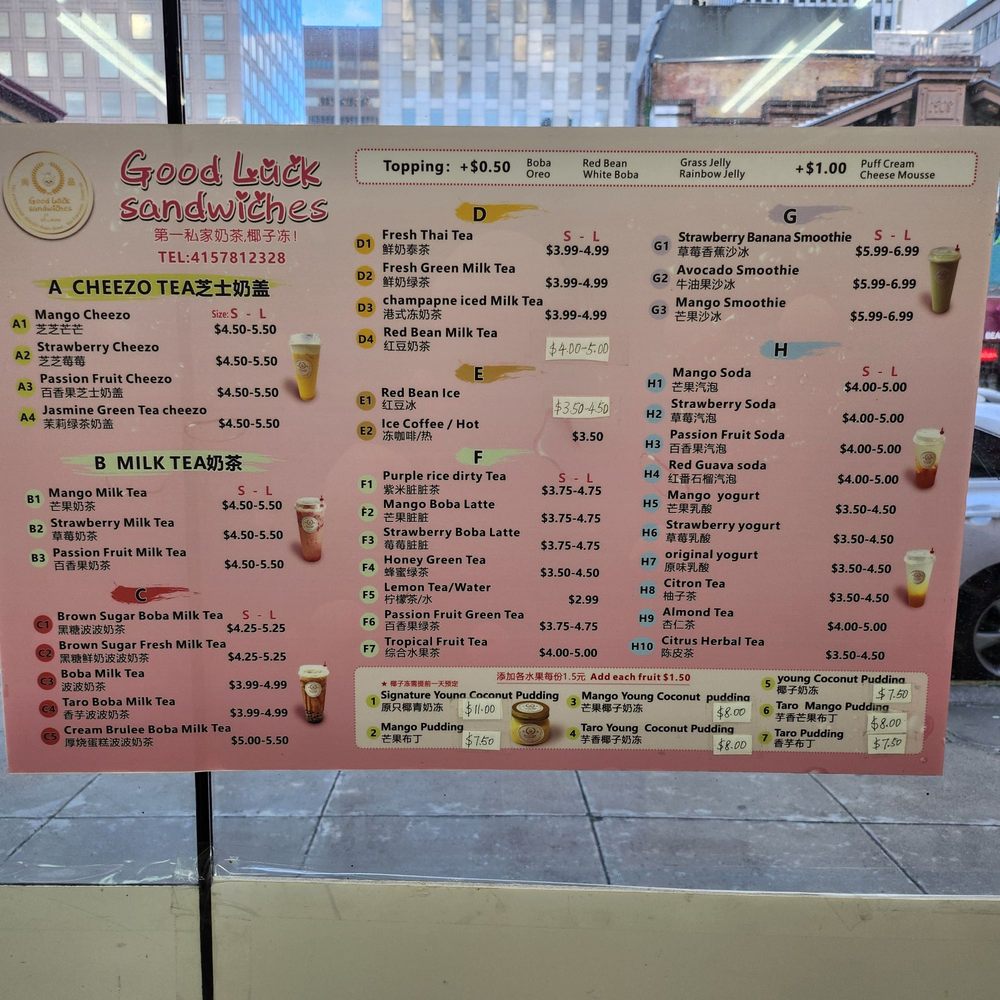 Good Luck
sandwiches
Good Luck
sandwiches
第一私家奶茶,椰子冻!
TEL:4157812328
Topping: +$0.50 Boba Red Bean Grass Jelly +$1.00 Puff Cream
Oreo White Boba Rainbow Jelly Cheese Mousse
A CHEEZO TEA芝士奶盖
Size: S - L
A1 Mango Cheezo $4.50-5.50
芝芝芒芒
A2 Strawberry Cheezo $4.50-5.50
芝芝莓莓
A3 Passion Fruit Cheezo $4.50-5.50
百香果芝士奶盖
A4 Jasmine Green Tea cheezo $4.50-5.50
茉莉绿茶奶盖
B MILK TEA奶茶
S - L
B1 Mango Milk Tea $4.50-5.50
芒果奶茶
B2 Strawberry Milk Tea $4.50-5.50
草莓奶茶
B3 Passion Fruit Milk Tea $4.50-5.50
百香果奶茶
C
S - L
C1 Brown Sugar Boba Milk Tea $4.25-5.25
黑糖波波奶茶
C2 Brown Sugar Fresh Milk Tea $4.25-5.25
黑糖鲜奶波波奶茶
C3 Boba Milk Tea $3.99-4.99
波波奶茶
C4 Taro Boba Milk Tea $3.99-4.99
香芋波波奶茶
C5 Cream Brulee Boba Milk Tea $5.00-5.50
厚烧蛋糕波波奶茶
D
S - L
D1 Fresh Thai Tea $3.99-4.99
鲜奶泰茶
D2 Fresh Green Milk Tea $3.99-4.99
鲜奶绿茶
D3 champapne iced Milk Tea $3.99-4.99
港式冻奶茶
D4 Red Bean Milk Tea $4.00-5.00
红豆奶茶
E
E1 Red Bean Ice $3.50-4.50
红豆冰
E2 Ice Coffee / Hot $3.50
冻咖啡/热
F
S - L
F1 Purple rice dirty Tea $3.75-4.75
紫米脏脏茶
F2 Mango Boba Latte $3.75-4.75
芒果脏脏
F3 Strawberry Boba Latte $3.75-4.75
莓莓脏脏
F4 Honey Green Tea $3.50-4.50
蜂蜜绿茶
F5 Lemon Tea/Water $2.99
柠檬茶/水
F6 Passion Fruit Green Tea $3.75-4.75
百香果绿茶
F7 Tropical Fruit Tea $4.00-5.00
综合水果茶
G
S - L
G1 Strawberry Banana Smoothie $5.99-6.99
草莓香蕉沙冰
G2 Avocado Smoothie $5.99-6.99
牛油果沙冰
G3 Mango Smoothie $5.99-6.99
芒果沙冰
H
S - L
H1 Mango Soda $4.00-5.00
芒果汽泡
H2 Strawberry Soda $4.00-5.00
草莓汽泡
H3 Passion Fruit Soda $4.00-5.00
百香果汽泡
H4 Red Guava soda $4.00-5.00
红番石榴汽泡
H5 Mango yogurt $3.50-4.50
芒果乳酸
H6 Strawberry yogurt $3.50-4.50
草莓乳酸
H7 original yogurt $3.50-4.50
原味乳酸
H8 Citron Tea $3.50-4.50
柚子茶
H9 Almond Tea $4.00-5.00
杏仁茶
H10 Citrus Herbal Tea $3.50-4.50
陈皮茶
★ 椰子冻需提前一天预定 添加各水果每份1.5元 Add each fruit $1.50
1 Signature Young Coconut Pudding $11.00
原只椰青奶冻
2 Mango Pudding $7.50
芒果布丁
3 Mango Young Coconut pudding $8.00
芒果椰子奶冻
4 Taro Young Coconut Pudding $8.00
芋香椰子奶冻
5 young Coconut Pudding $7.50
椰子奶冻
6 Taro Mango Pudding $8.00
芋香芒果布丁
7 Taro Pudding $7.50
香芋布丁